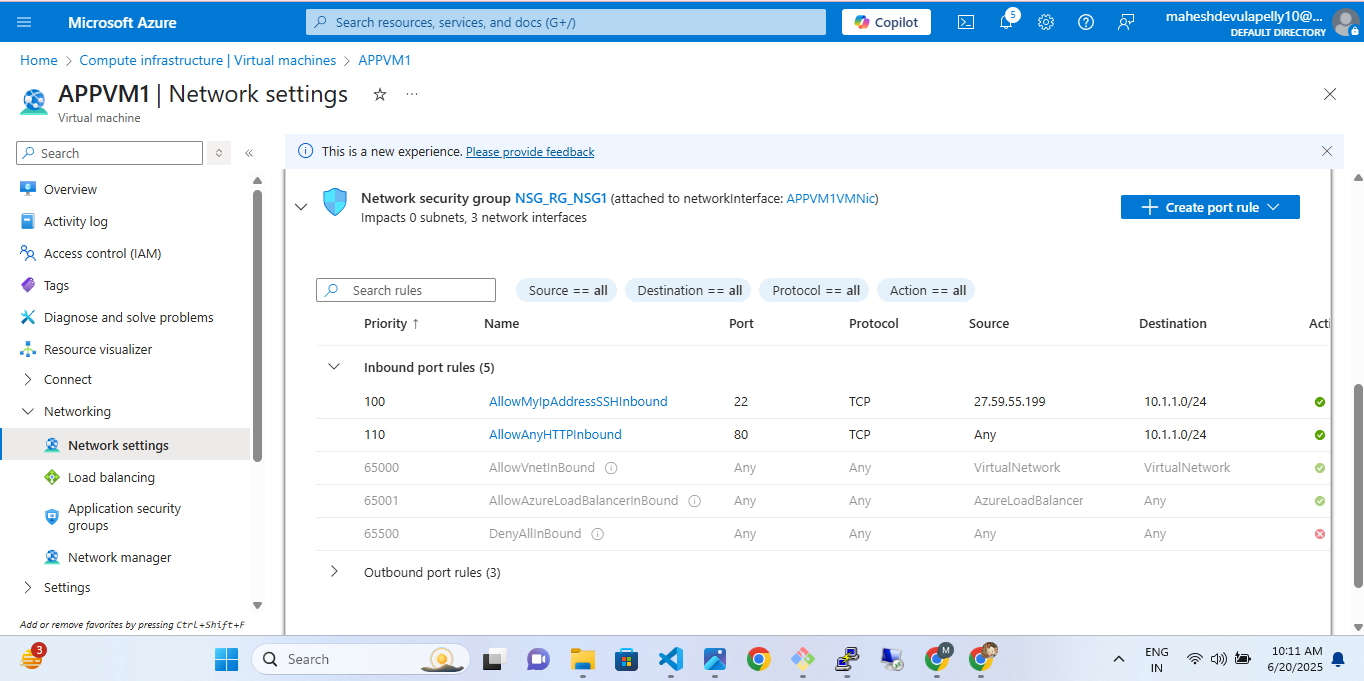 Microsoft Azure
Search resources, services, and docs (G+/)
Copilot
5
maheshdevulapelly10@...
DEFAULT DIRECTORY
Home > Compute infrastructure | Virtual machines > APPVM1
APPVM1 | Network settings
Virtual machine
Search
Overview
Activity log
Access control (IAM)
Tags
Diagnose and solve problems
Resource visualizer
Connect
Networking
Network settings
Load balancing
Application security
groups
Network manager
Settings
Add or remove favorites by pressing Ctrl+Shift+F
This is a new experience. Please provide feedback
Network security group NSG_RG_NSG1 (attached to networkInterface: APPVM1VMNic)
Impacts 0 subnets, 3 network interfaces
Create port rule
Search rules
Source == all
Destination == all
Protocol == all
Action == all
Priority ↑ Name Port Protocol Source Destination Acti
Inbound port rules (5)
100 AllowMyIpAddressSSHInbound 22 TCP 27.59.55.199 10.1.1.0/24
110 AllowAnyHTTPInbound 80 TCP Any 10.1.1.0/24
65000 AllowVnetInBound Any Any VirtualNetwork VirtualNetwork
65001 AllowAzureLoadBalancerInBound Any Any AzureLoadBalancer Any
65500 DenyAllInBound Any Any Any Any
Outbound port rules (3)
3
Search
M
ENG
IN
10:11 AM
6/20/2025